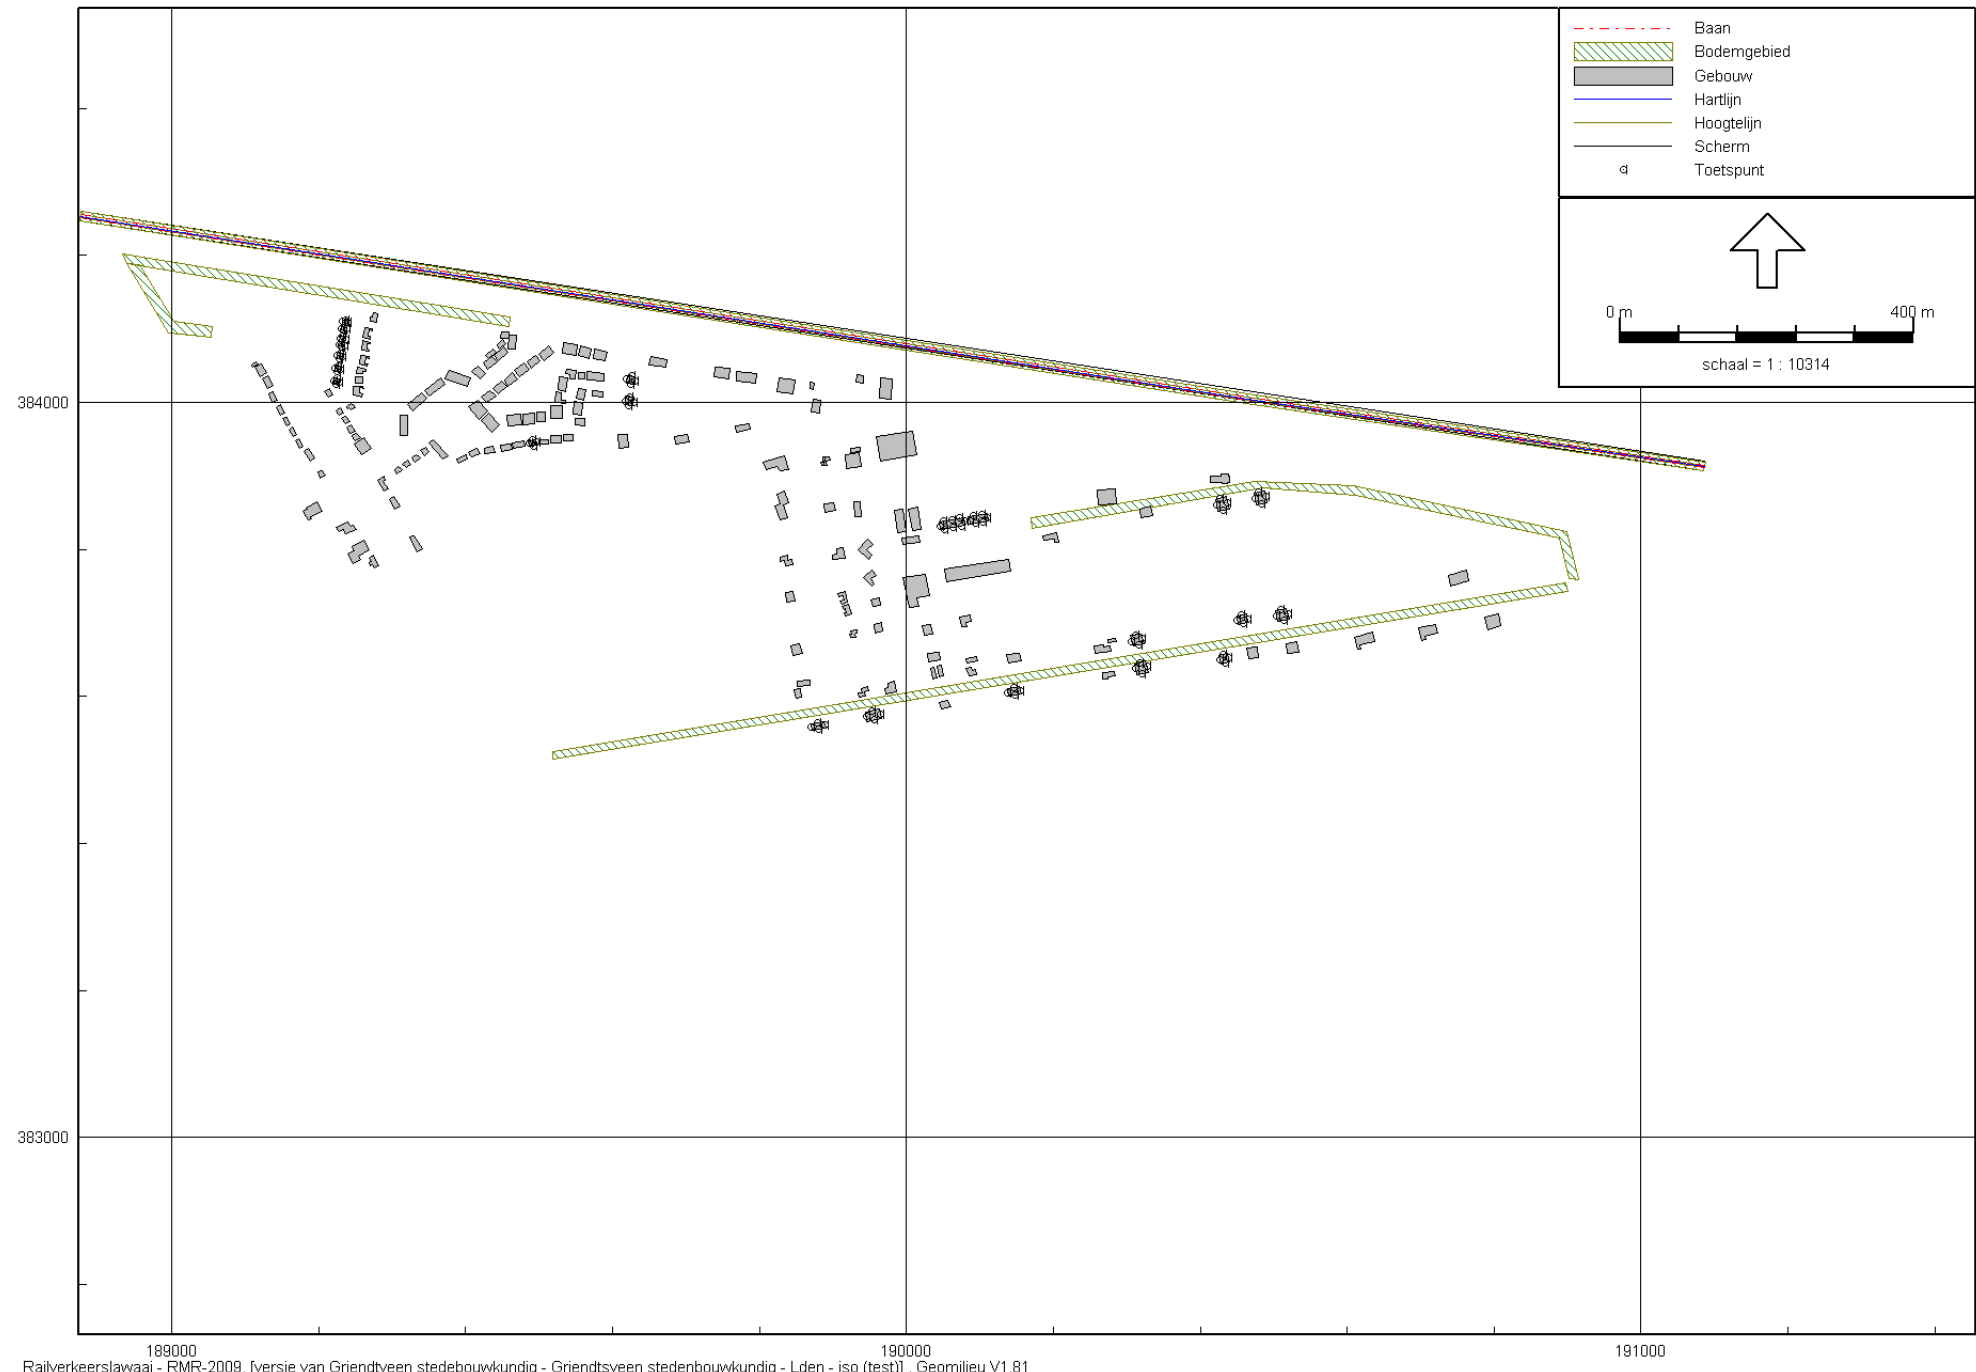 Baan
Bodemgebied
Gebouw
Hartlijn
Hoogtelijn
Scherm
Toetspunt
0 m 400 m
schaal = 1 : 10314
384000
383000
189000 190000 191000
Railverkeerslawaai - RMR-2009, [versie van Griendtveen stedebouwkundig - Griendtsveen stedenbouwkundig - Lden - iso (test)] , Geomilieu V1.81